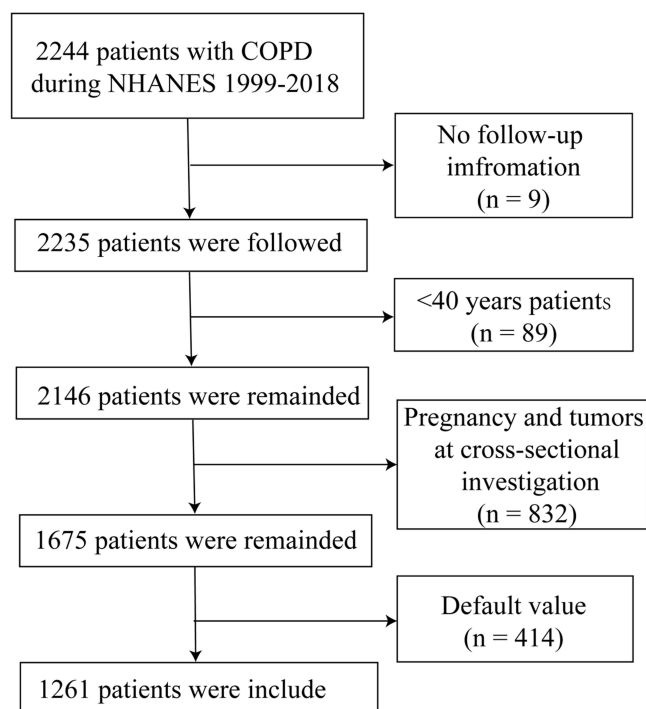 2244 patients with COPD
during NHANES 1999-2018
No follow-up
imfromation
(n = 9)
2235 patients were followed
<40 years patients
(n = 89)
2146 patients were remainded
Pregnancy and tumors
at cross-sectional
investigation
(n = 832)
1675 patients were remainded
Default value
(n = 414)
1261 patients were include